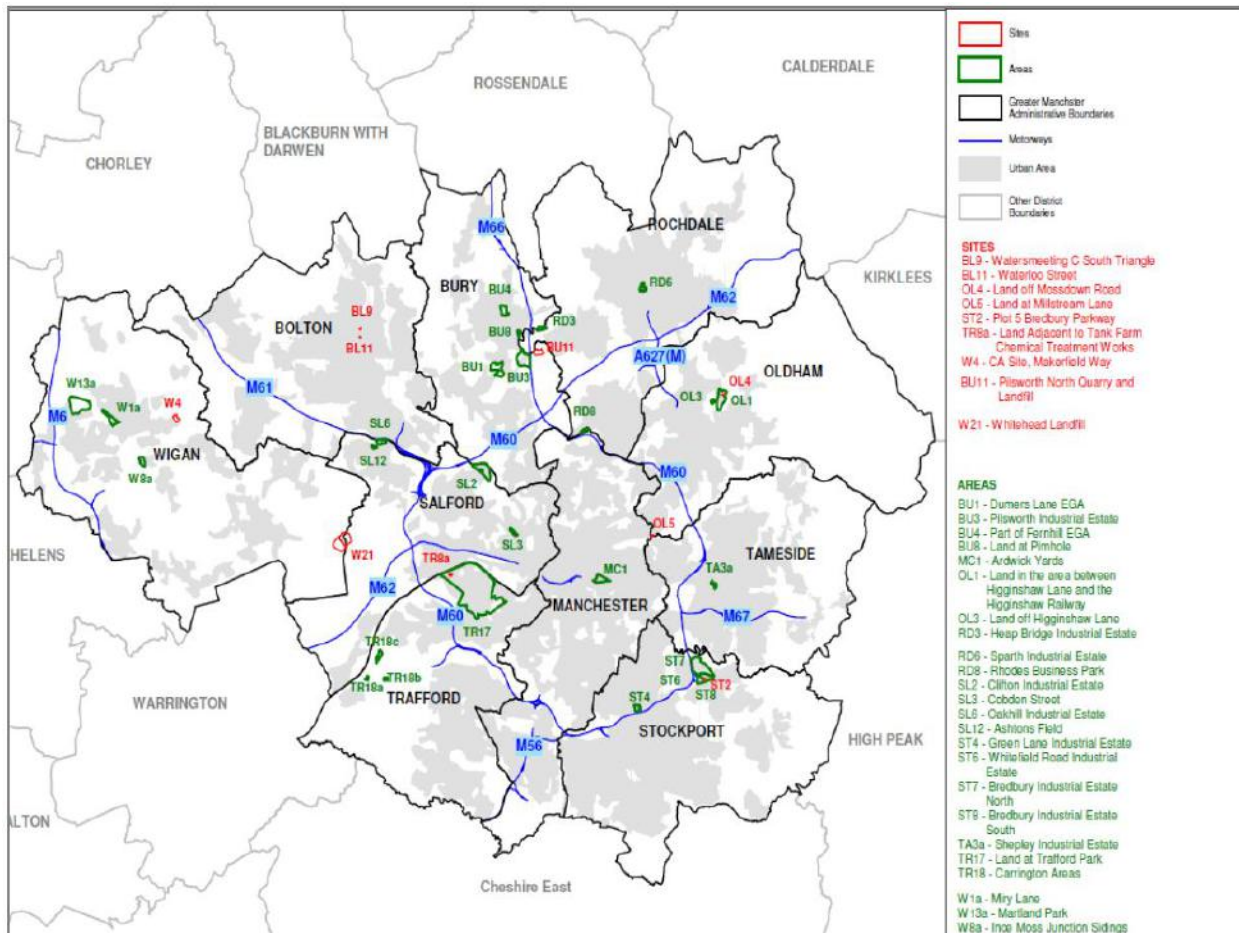 CALDERDALE
ROSSENDALE
BLACKBURN WITH
DARWEN
CHORLEY
ROCHDALE
M66
KIRKLEES
BURY
BU4
RD6
M62
BL9
BOLTON
BU8
RD3
BL11
BU11
A627(M)
OLDHAM
BU1
BU3
M61
W13a
OL4
M6
W1a
W4
OL3
OL1
SL6
RD8
M60
WIGAN
SL12
W8a
SL2
M60
SALFORD
OL5
HELENS
W21
SL3
TAMESIDE
TR8a
MC1
TA3a
M62
MANCHESTER
M60
M67
TR17
TR18c
ST7
TR18a
TR18b
ST6
ST2
TRAFFORD
ST8
WARRINGTON
ST4
STOCKPORT
M56
HIGH PEAK
ALTON
Cheshire East
Sites
Areas
Greater Manchster
Administrative Boundaries
Motorways
Urban Area
Other District
Boundaries
SITES
BL9 - Watersmeeting C South Triangle
BL11 - Waterloo Street
OL4 - Land off Mossdown Road
OL5 - Land at Millstream Lane
ST2 - Plot 5 Bredbury Parkway
TR8a - Land Adjacent to Tank Farm
Chemical Treatment Works
W4 - CA Site, Makerfield Way
BU11 - Pilsworth North Quarry and
Landfill
W21 - Whitehead Landfill
AREAS
BU1 - Dumers Lane EGA
BU3 - Pilsworth Industrial Estate
BU4 - Part of Fernhill EGA
BU8 - Land at Pimhole
MC1 - Ardwick Yards
OL1 - Land in the area between
Higginshaw Lane and the
Higginshaw Railway
OL3 - Land off Higginshaw Lane
RD3 - Heap Bridge Industrial Estate
RD6 - Sparth Industrial Estate
RD8 - Rhodes Business Park
SL2 - Clifton Industrial Estate
SL3 - Cobden Street
SL6 - Oakhill Industrial Estate
SL12 - Ashtons Field
ST4 - Green Lane Industrial Estate
ST6 - Whitefield Road Industrial
Estate
ST7 - Bredbury Industrial Estate
North
ST8 - Bredbury Industrial Estate
South
TA3a - Shepley Industrial Estate
TR17 - Land at Trafford Park
TR18 - Carrington Areas
W1a - Miry Lane
W13a - Martland Park
W8a - Ince Moss Junction Sidings